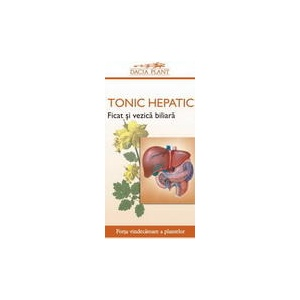 DACIA PLANT
TONIC HEPATIC
Ficat și vezică biliară
Forța vindecătoare a plantelor